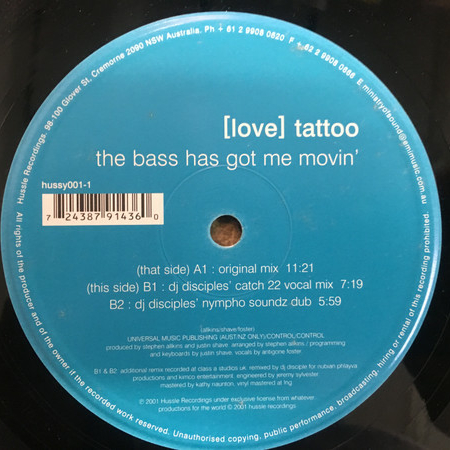 Hussle Recordings. 98-100 Glover St, Cremorne 2090 NSW Australia. Ph + 61 2 9908 0620 F + 61 2 9908 0666 E ministryofsound@emimusic.com
[love] tattoo
the bass has got me movin'
hussy001-1
7 24387 91436 0
(that side) A1 : original mix 11:21
(this side) B1 : dj disciples' catch 22 vocal mix 7:19
B2 : dj disciples' nympho soundz dub 5:59
(allkins/shave/foster)
UNIVERSAL MUSIC PUBLISHING (AUST/NZ ONLY)/CONTROL/CONTROL
produced by stephen allkins and justin shave. arranged by stephen allkins / programming
and keyboards by justin shave. vocals by antigone foster
B1 & B2: additional remix recorded at class a studios uk. remixed by dj disciple for nubian
productions and kimco entertainment. engineered by jeremy sylvester.
mastered by kathy naunton. vinyl mastered at
℗ 2001 Hussle Recordings under exclusive license from whatever
productions for the world © 2001 hussle recordings
All rights of the producer and of the owner if the recorded work reserved. Unauthorised copying, public performance, broadcasting, hiring or serial of this recording prohibited.